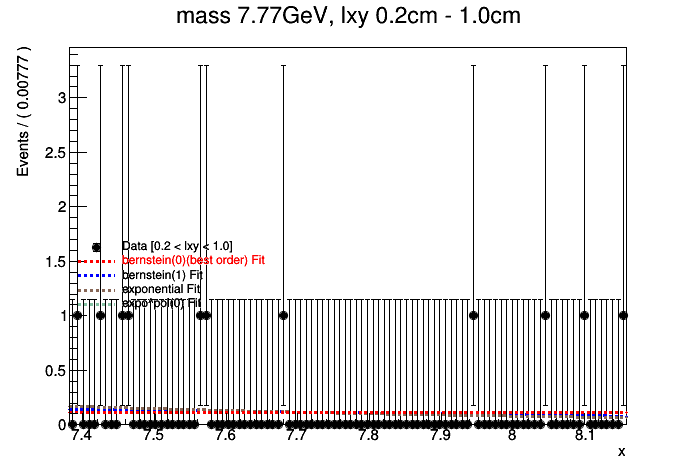 mass 7.77GeV, lxy 0.2cm - 1.0cm
Events / ( 0.00777 )
3
2.5
2
1.5
1
0.5
0
Data [0.2 < lxy < 1.0]
bernstein(0)(best order) Fit
bernstein(1) Fit
exponential Fit
expo*pol(0) Fit
7.4 7.5 7.6 7.7 7.8 7.9 8 8.1
x